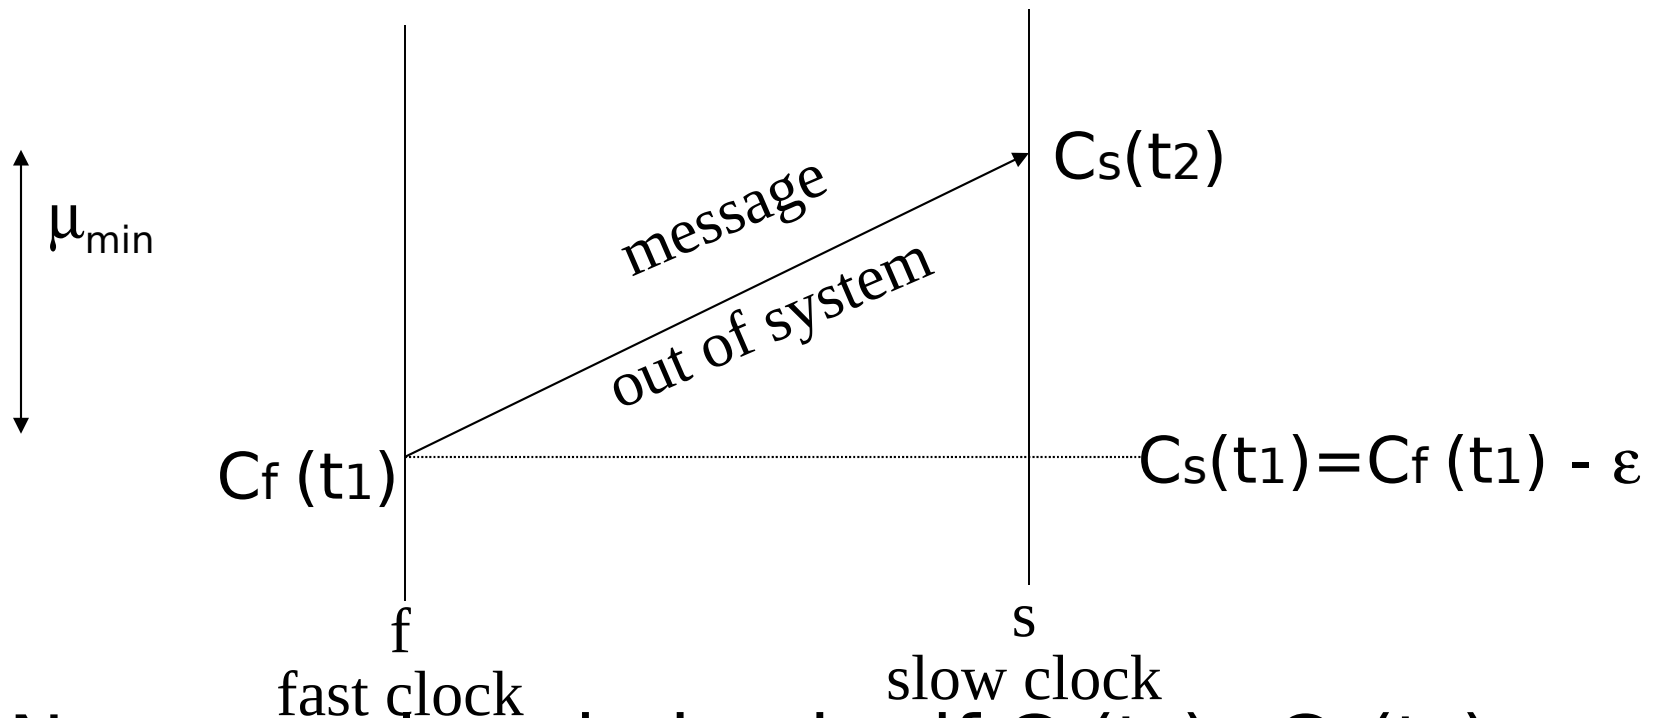 Cs(t2)
μmin
message
out of system
Cf (t1)
Cs(t1)=Cf (t1) - ε
f
s
fast clock
slow clock